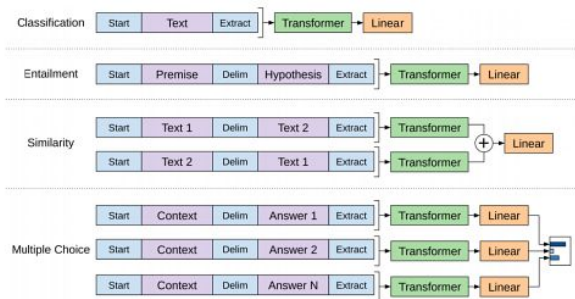 Classification Start Text Extract Transformer Linear
Entailment Start Premise Delim Hypothesis Extract Transformer Linear
Similarity
Start Text 1 Delim Text 2 Extract Transformer
+ Linear
Start Text 2 Delim Text 1 Extract Transformer
Multiple Choice
Start Context Delim Answer 1 Extract Transformer Linear
Start Context Delim Answer 2 Extract Transformer Linear
Start Context Delim Answer N Extract Transformer Linear